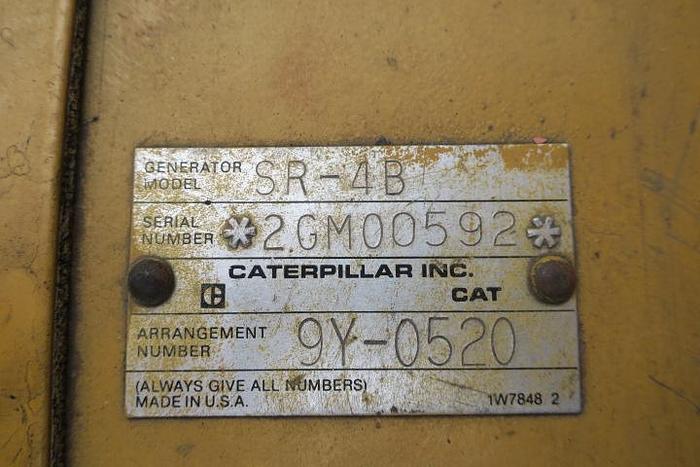 GENERATOR MODEL SR-4B
SERIAL NUMBER *2GM00592*
CATERPILLAR INC.
C CAT
ARRANGEMENT NUMBER 9Y-0520
(ALWAYS GIVE ALL NUMBERS)
MADE IN U.S.A. 1W7848 2